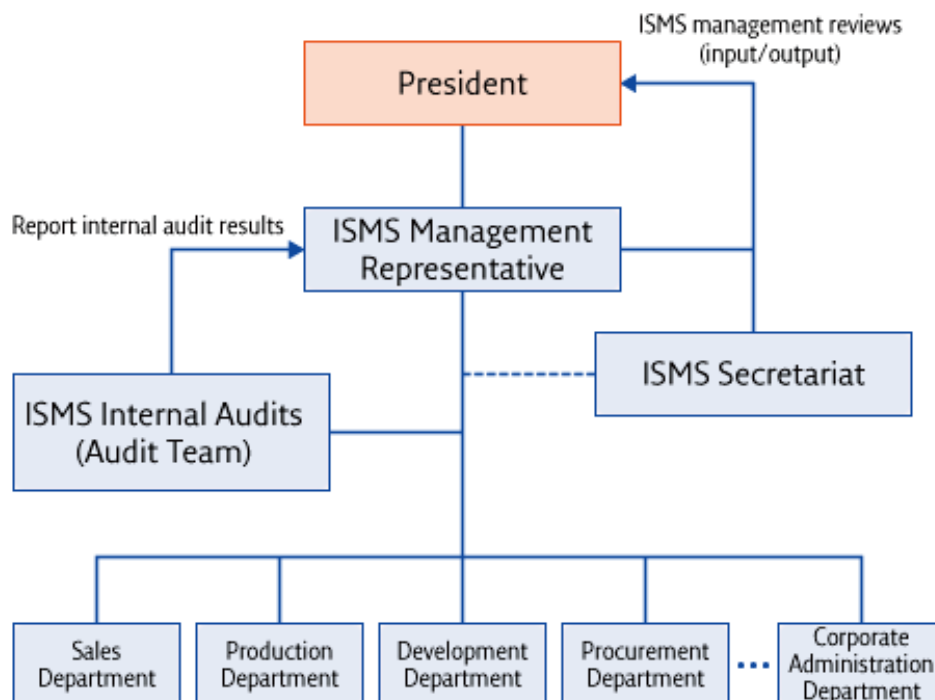 ISMS management reviews
(input/output)
President
Report internal audit results
ISMS Management
Representative
ISMS Secretariat
ISMS Internal Audits
(Audit Team)
Sales
Department
Production
Department
Development
Department
Procurement
Department
Corporate
Administration
Department